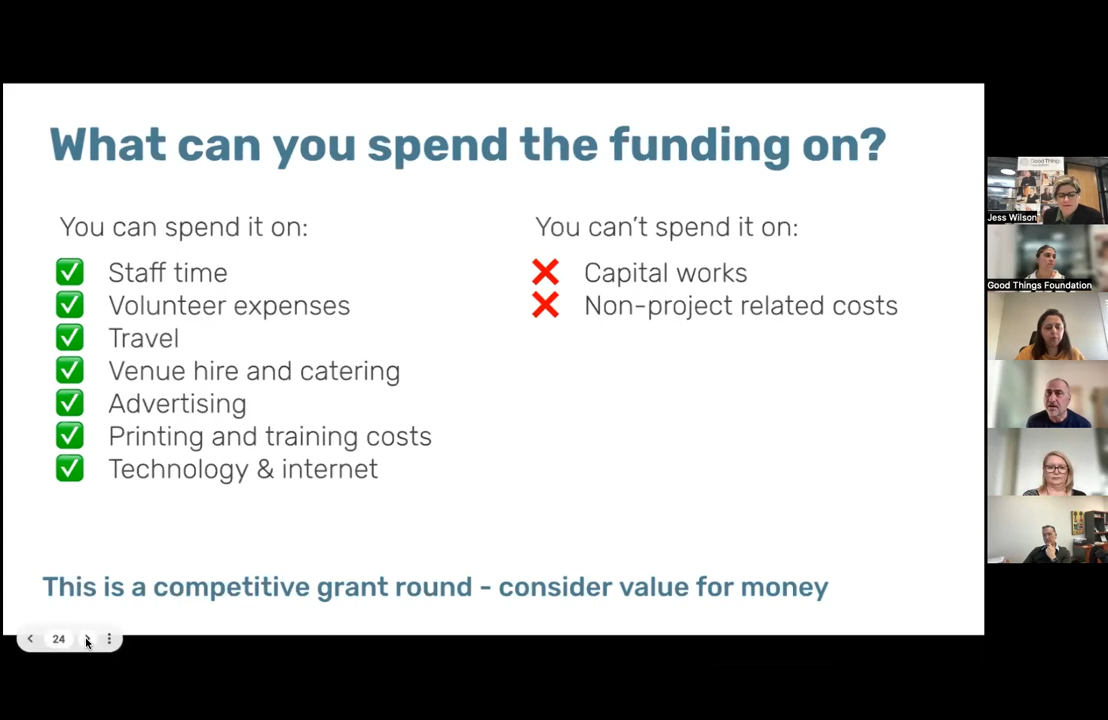 What can you spend the funding on?
You can spend it on:
✅ Staff time
✅ Volunteer expenses
✅ Travel
✅ Venue hire and catering
✅ Advertising
✅ Printing and training costs
✅ Technology & internet
You can’t spend it on:
❌ Capital works
❌ Non-project related costs
This is a competitive grant round - consider value for money
24
Good Thing
Jess Wilson
Good Things Foundation